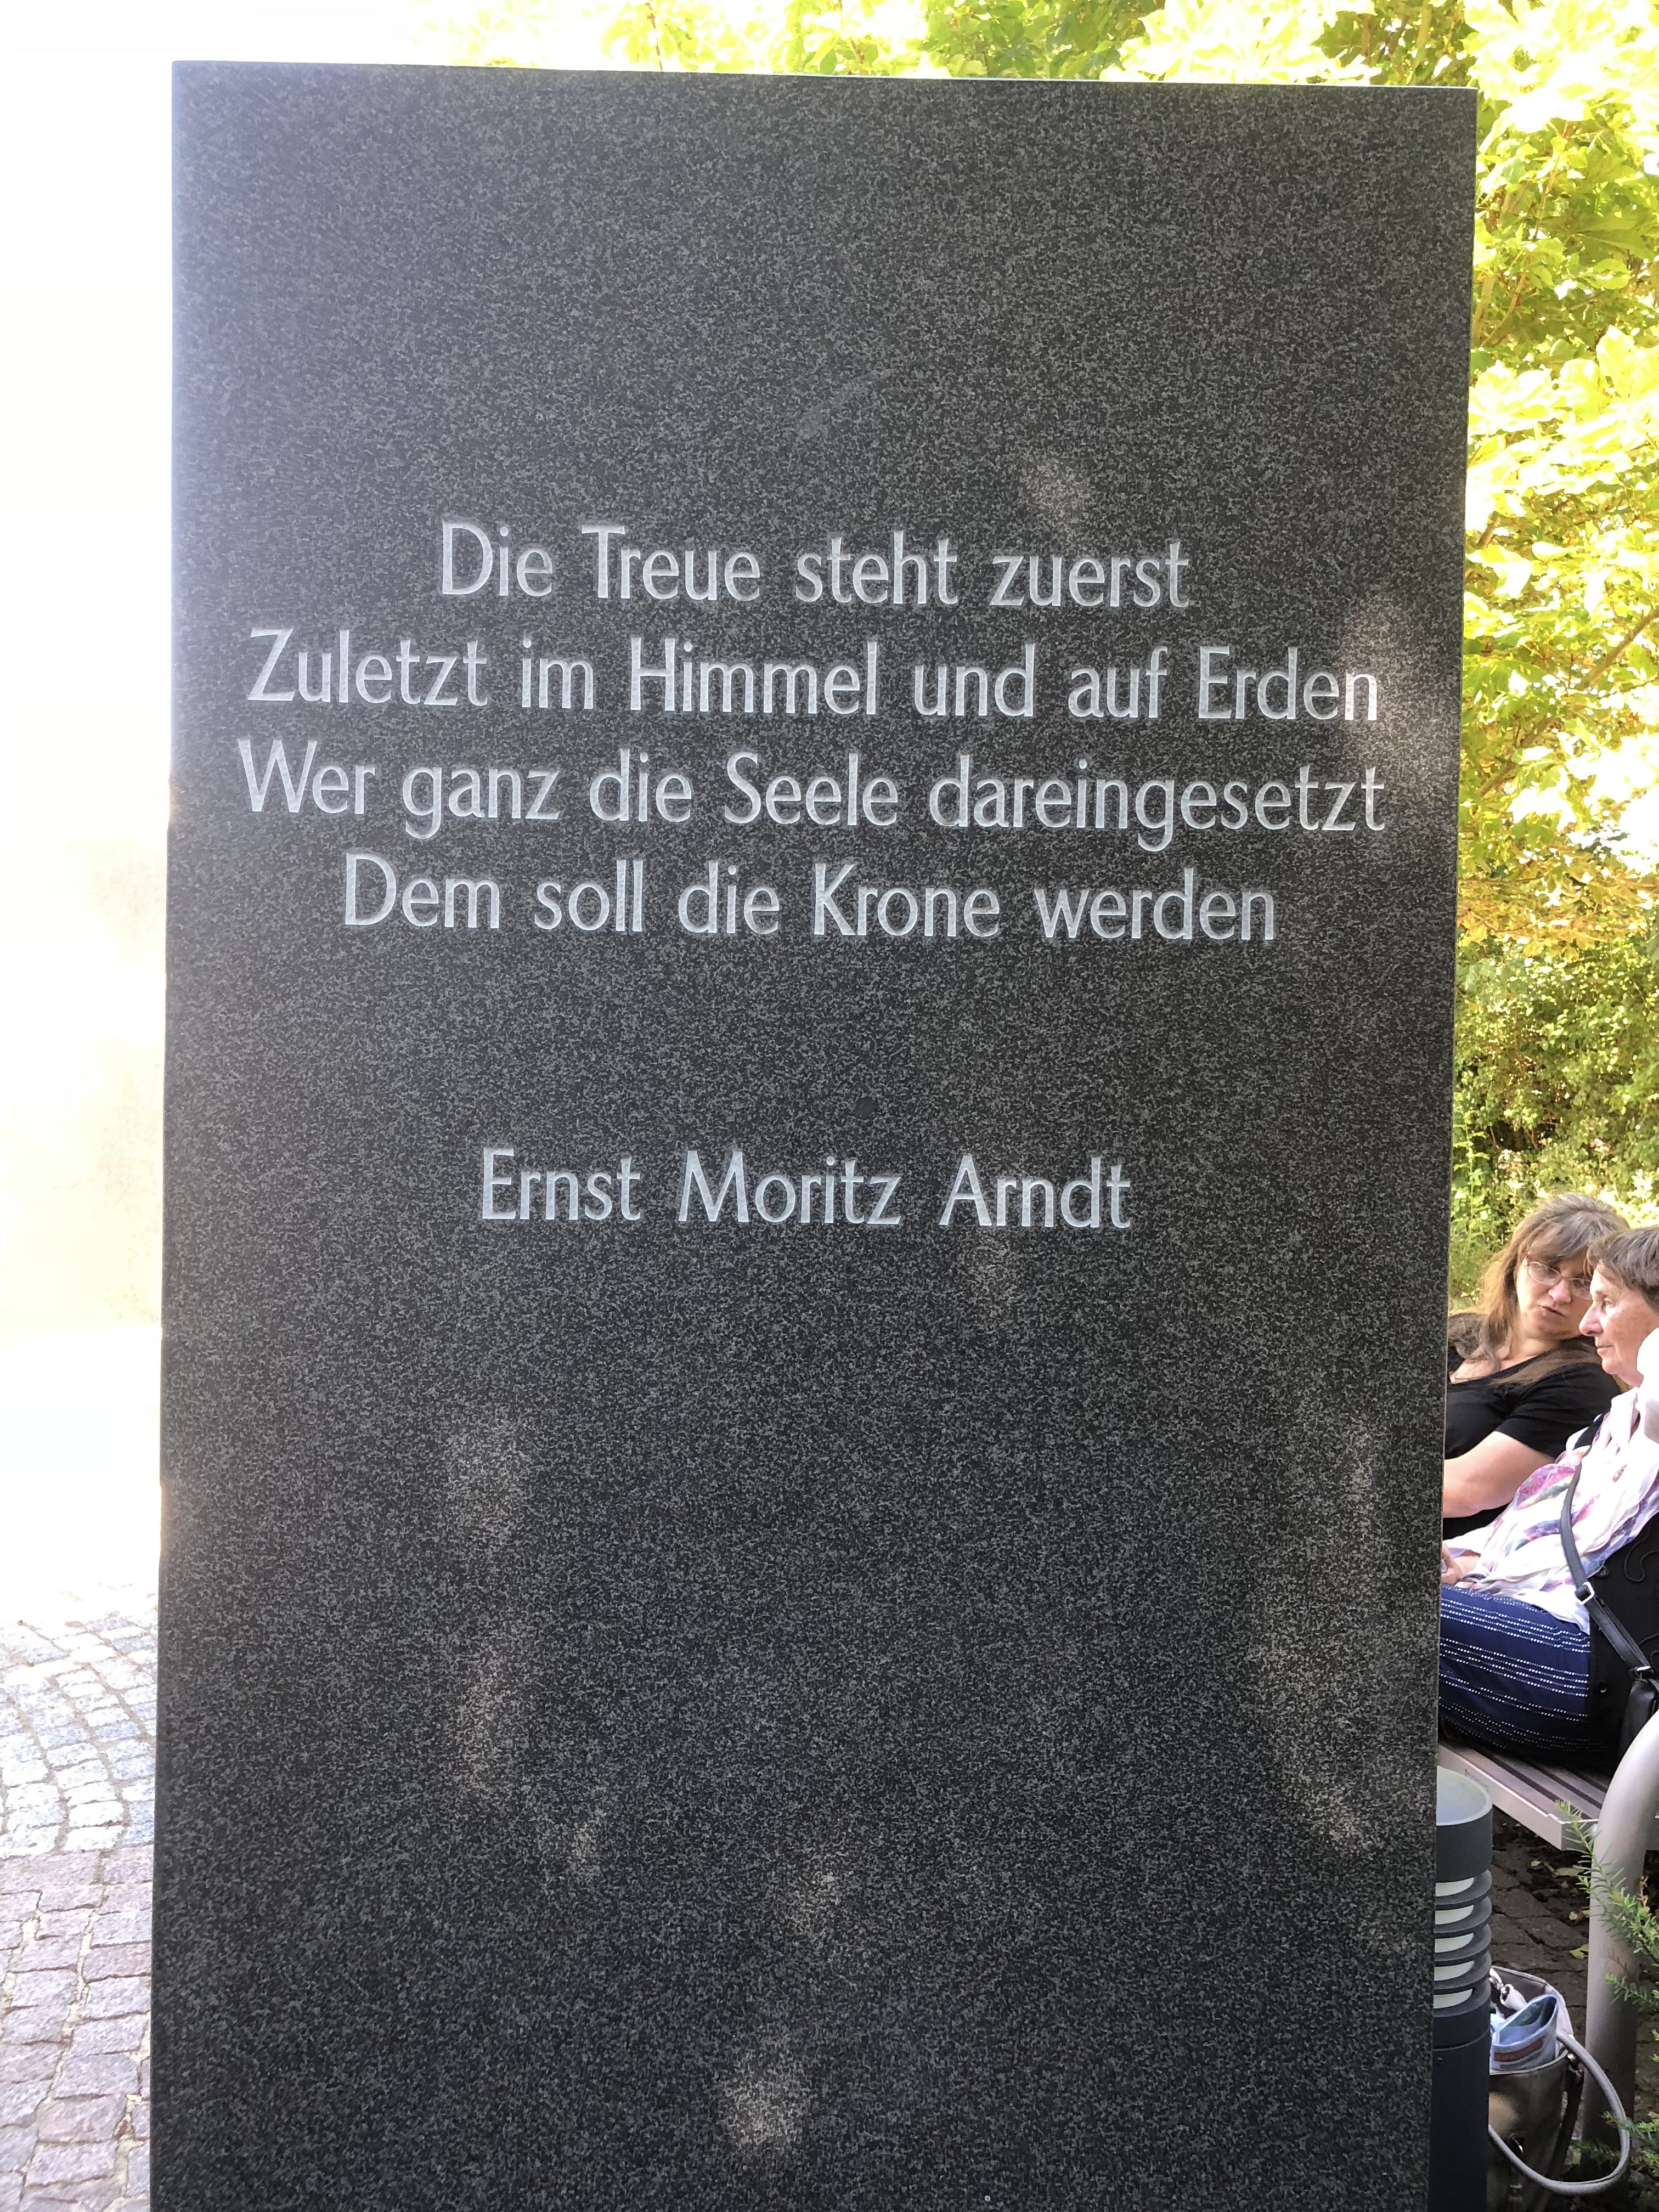 Die Treue steht zuerst
Zuletzt im Himmel und auf Erden
Wer ganz die Seele dareingesetzt
Dem soll die Krone werden
Ernst Moritz Arndt